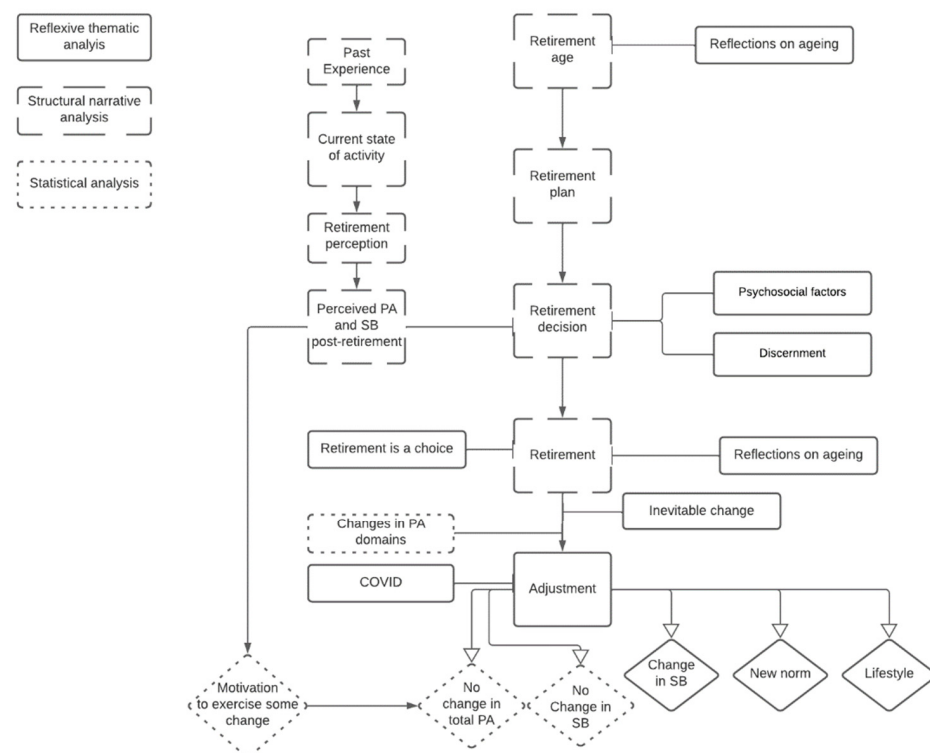 Reflexive thematic
analyis
Structural narrative
analysis
Statistical analysis
Past
Experience
Current state
of activity
Retirement
perception
Perceived PA
and SB
post-retirement
Retirement
age
Reflections on ageing
Retirement
plan
Retirement
decision
Psychosocial factors
Discernment
Retirement is a choice
Retirement
Reflections on ageing
Inevitable change
Changes in PA
domains
COVID
Adjustment
Motivation
to exercise some
change
No
change in
total PA
No
Change in
SB
Change
in SB
New norm
Lifestyle